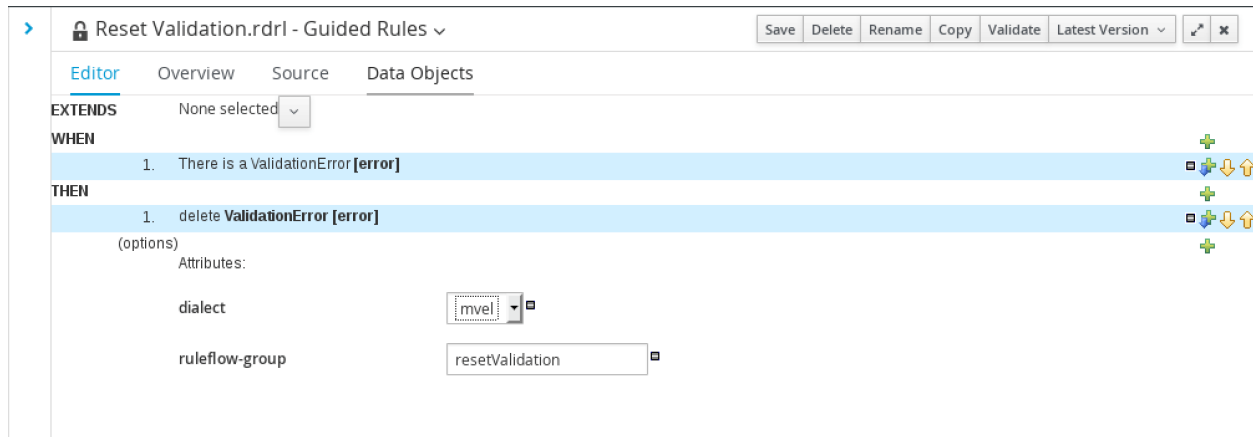 Reset Validation.rdrl - Guided Rules
Save Delete Rename Copy Validate Latest Version
Editor Overview Source Data Objects
EXTENDS None selected
WHEN
1. There is a ValidationError [error]
THEN
1. delete ValidationError [error]
(options)
Attributes:
dialect mvel
ruleflow-group resetValidation